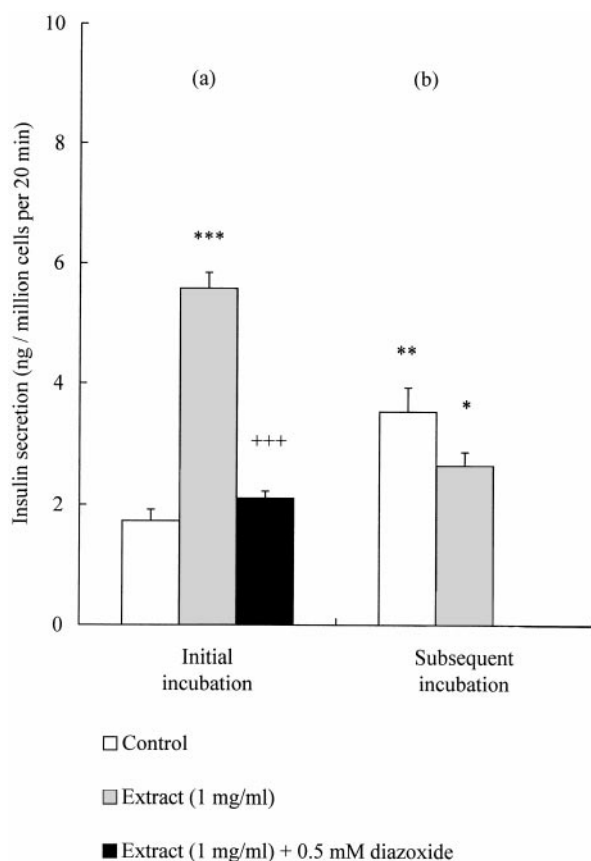 Insulin secretion (ng / million cells per 20 min)
10
8
6
4
2
0
(a)
(b)
***
+++
**
*
Initial
incubation
Subsequent
incubation
Control
Extract (1 mg/ml)
Extract (1 mg/ml) + 0.5 mM diazoxide